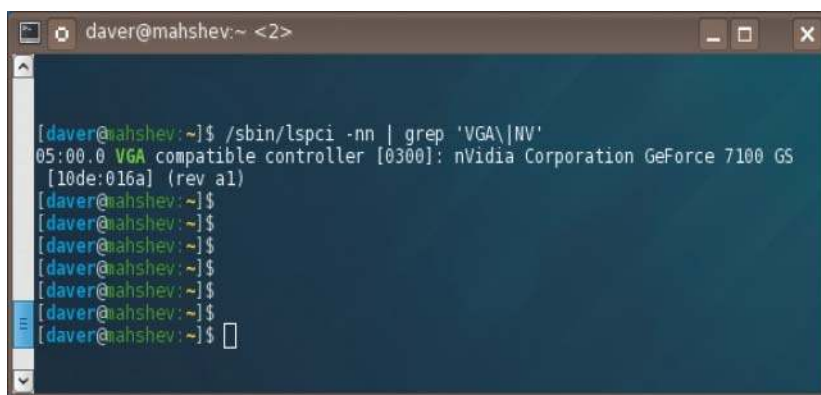 daver@mahshev:~ <2>
[daver@mahshev:~]$ /sbin/lspci -nn | grep 'VGA\|NV'
05:00.0 VGA compatible controller [0300]: nVidia Corporation GeForce 7100 GS
[10de:016a] (rev a1)
[daver@mahshev:~]$
[daver@mahshev:~]$
[daver@mahshev:~]$
[daver@mahshev:~]$
[daver@mahshev:~]$
[daver@mahshev:~]$
[daver@mahshev:~]$